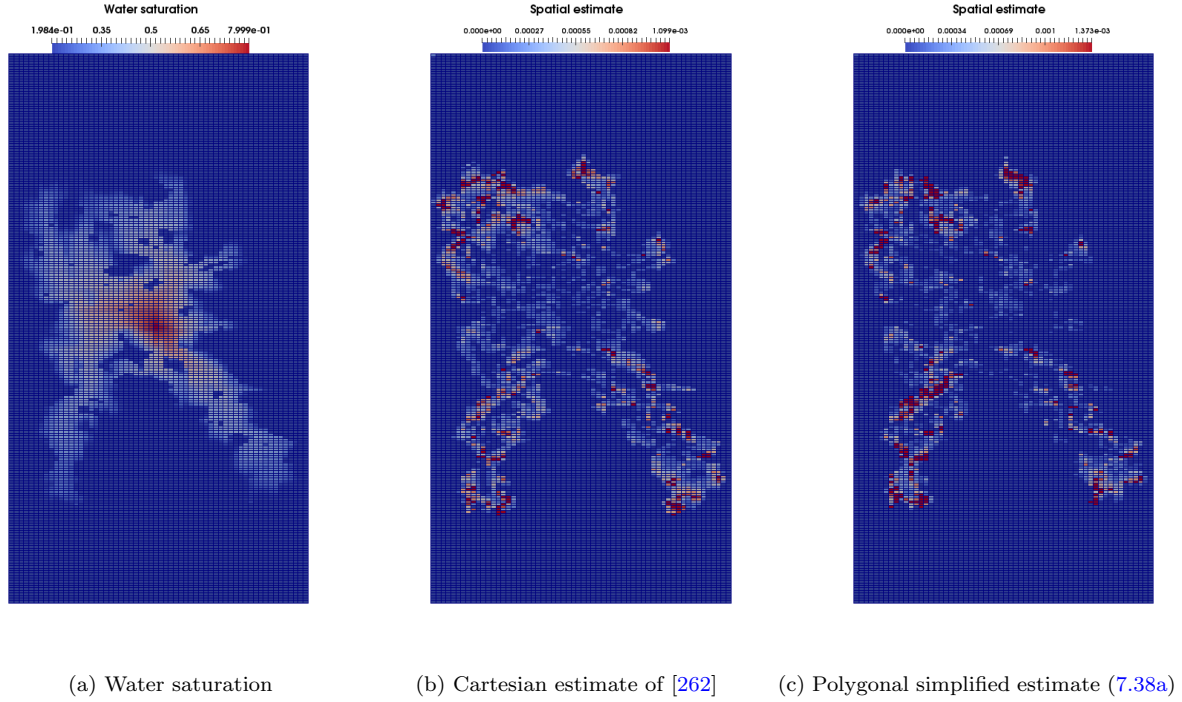 Water saturation
1.984e-01 0.35 0.5 0.65 7.999e-01
Spatial estimate
0.000e+00 0.00027 0.00055 0.00082 1.099e-03
Spatial estimate
0.000e+00 0.00034 0.00069 0.001 1.373e-03
(a) Water saturation
(b) Cartesian estimate of [262]
(c) Polygonal simplified estimate (7.38a)